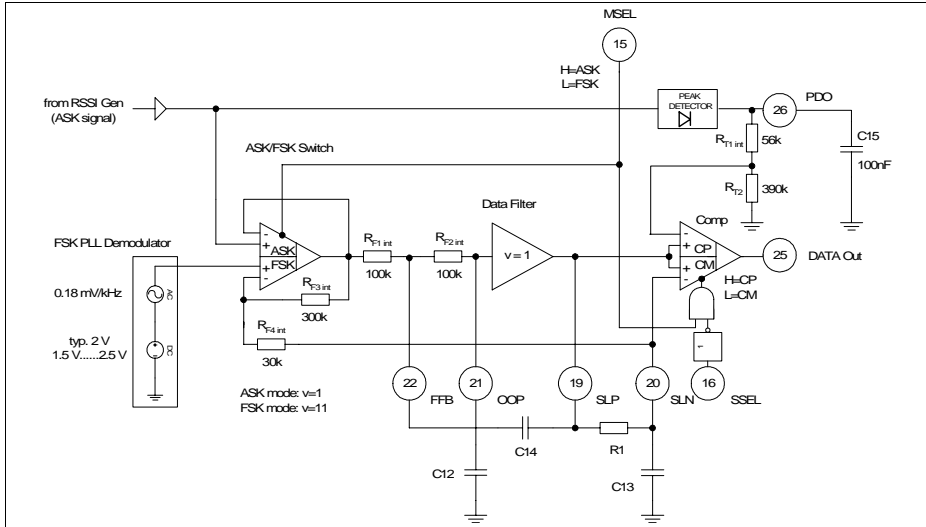 MSEL
15
H=ASK
L=FSK
from RSSI Gen
(ASK signal)
PEAK
DETECTOR
26
PDO
RT1 int
56k
C15
100nF
ASK/FSK Switch
RT2
390k
Data Filter
Comp
FSK PLL Demodulator
-
+
ASK
+
FSK
-
RF1 int
100k
RF2 int
100k
v = 1
-
+ CP
+ CM
-
25
DATA Out
H=CP
L=CM
0.18 mV/kHz
AC
RF3 int
300k
typ. 2 V
1.5 V......2.5 V
DC
RF4 int
30k
1
ASK mode: v=1
FSK mode: v=11
22
FFB
21
OOP
19
SLP
20
SLN
16
SSEL
C14
R1
C12
C13